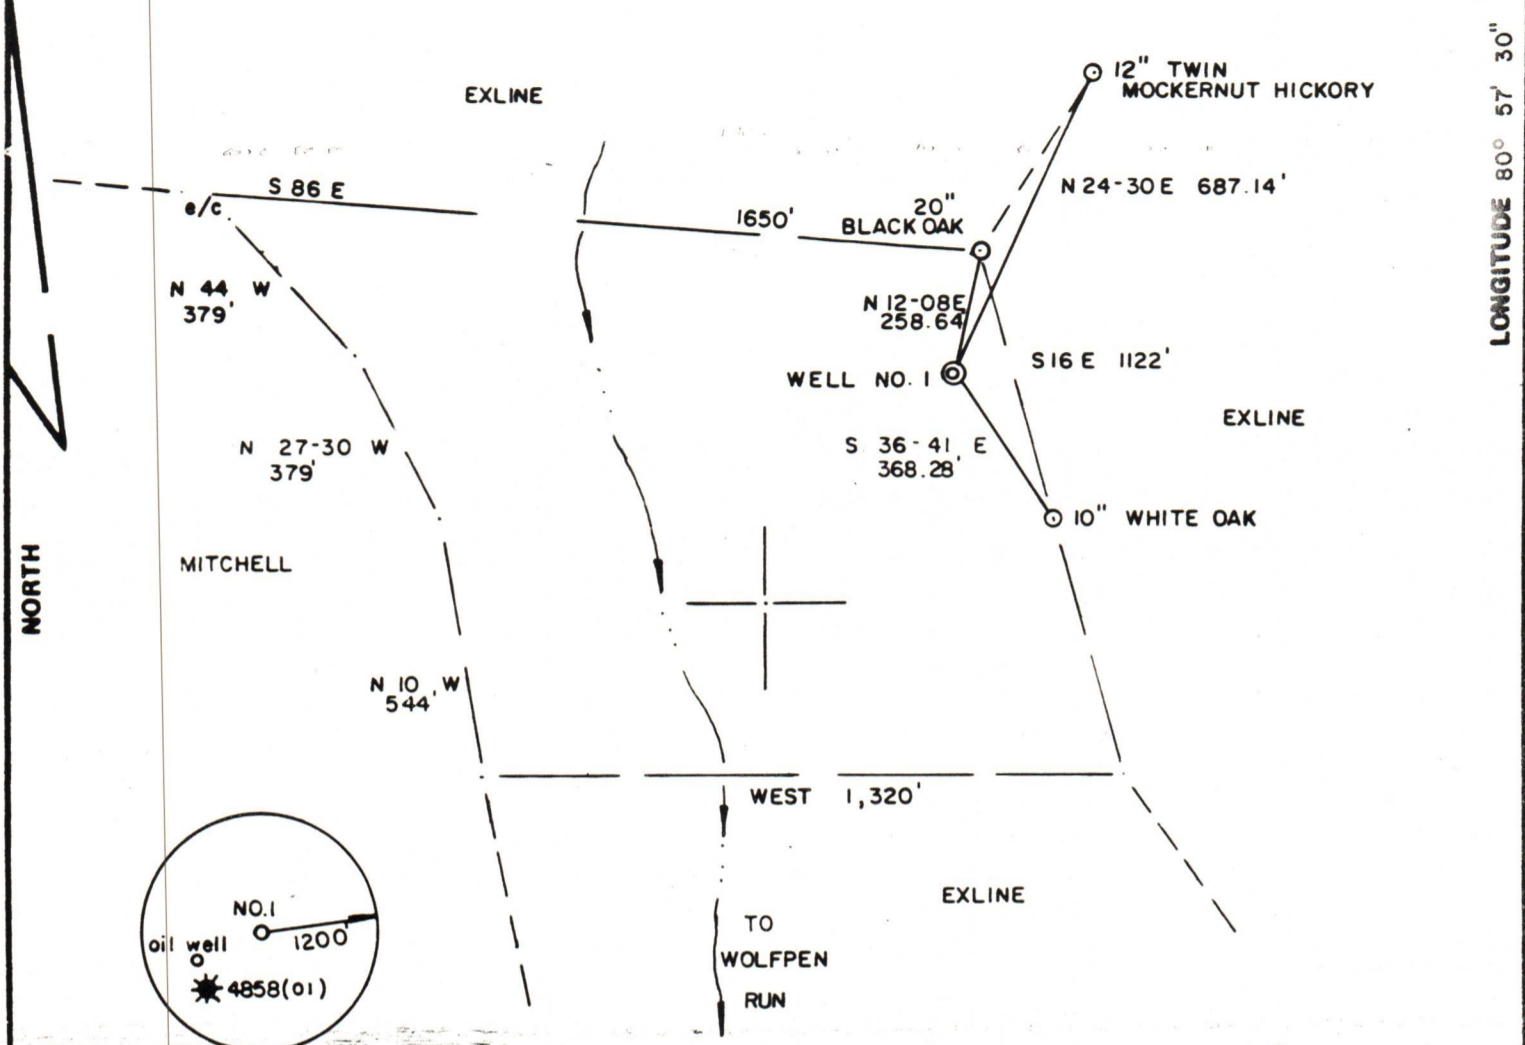 EXLINE
12" TWIN
MOCKERNUT HICKORY
LONGITUDE 80° 57' 30"
S 86 E
e/c
1650'
20"
BLACK OAK
N 24-30 E 687.14'
N 44 W
379'
N 12-08 E
258.64'
WELL NO. 1
S 16 E 1122'
EXLINE
N 27-30 W
379'
S 36-41 E
368.28'
10" WHITE OAK
MITCHELL
NORTH
N 10 W
544'
WEST 1,320'
EXLINE
NO.1
1200'
oil well
4858(01)
TO
WOLFPEN
RUN